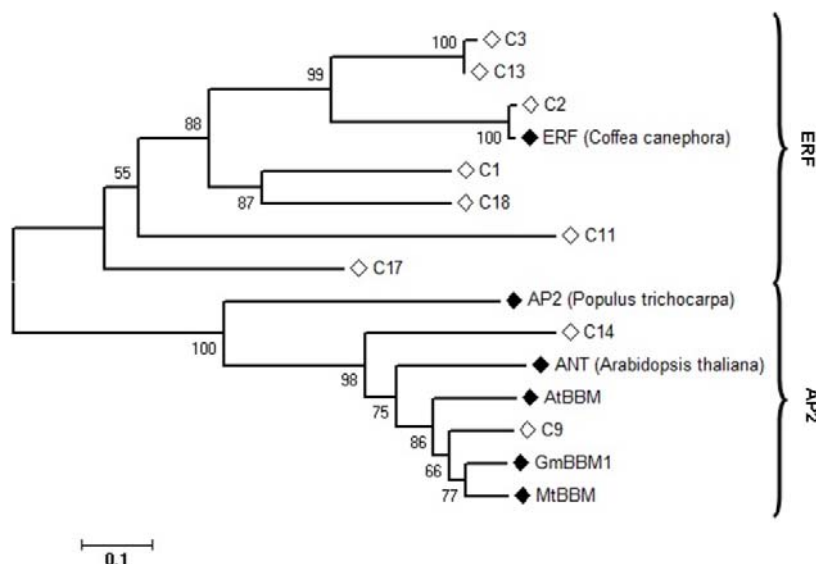 100
C3
C13
99
C2
88
100
ERF (Coffea canephora)
55
C1
87
C18
C11
C17
ERF
AP2 (Populus trichocarpa)
100
C14
98
ANT (Arabidopsis thaliana)
75
AtBBM
86
C9
66
GmBBM1
77
MtBBM
AP2
0.1